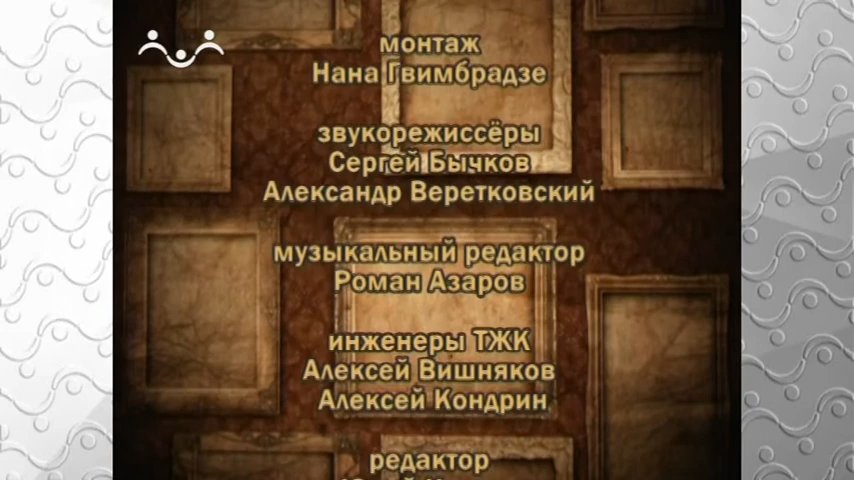 монтаж
Нана Гвимбрадзе
звукорежиссёры
Сергей Бычков
Александр Веретковский
музыкальный редактор
Роман Азаров
инженеры ТЖК
Алексей Вишняков
Алексей Кондрин
редактор